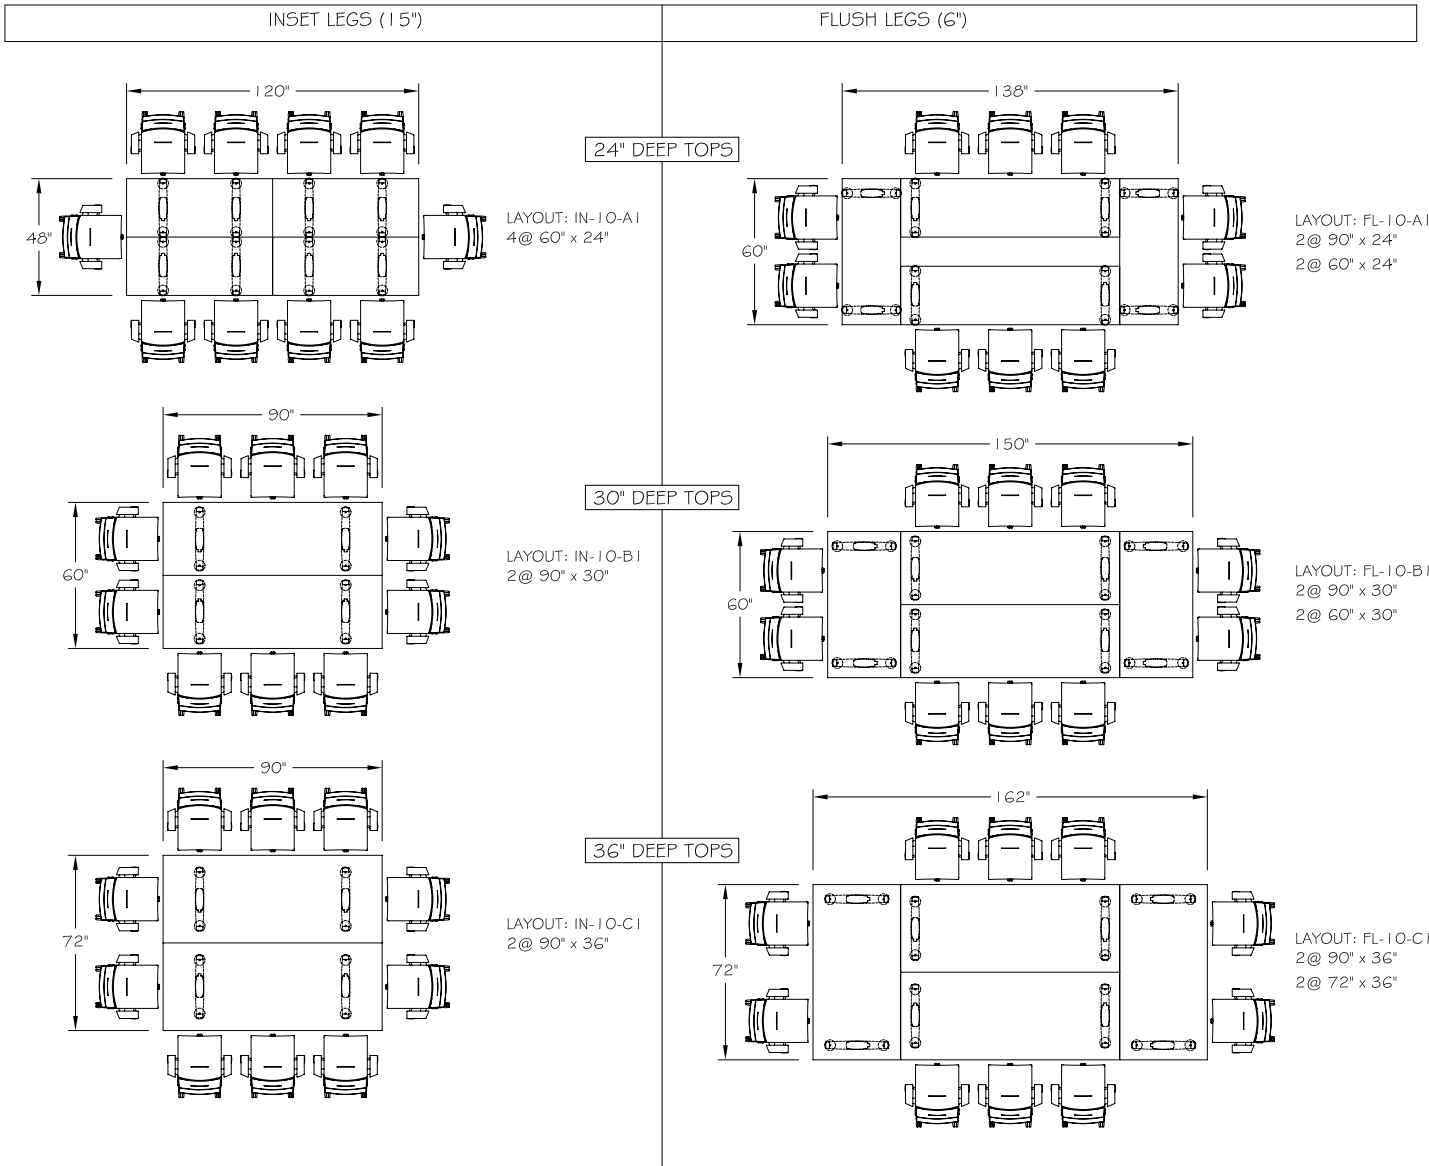 INSET LEGS (15")
FLUSH LEGS (6")
24" DEEP TOPS
120"
48"
LAYOUT: IN-10-A1
4@ 60" x 24"
138"
60"
LAYOUT: FL-10-A1
2@ 90" x 24"
2@ 60" x 24"
30" DEEP TOPS
90"
60"
LAYOUT: IN-10-B1
2@ 90" x 30"
150"
60"
LAYOUT: FL-10-B1
2@ 90" x 30"
2@ 60" x 30"
36" DEEP TOPS
90"
72"
LAYOUT: IN-10-C1
2@ 90" x 36"
162"
72"
LAYOUT: FL-10-C1
2@ 90" x 36"
2@ 72" x 36"